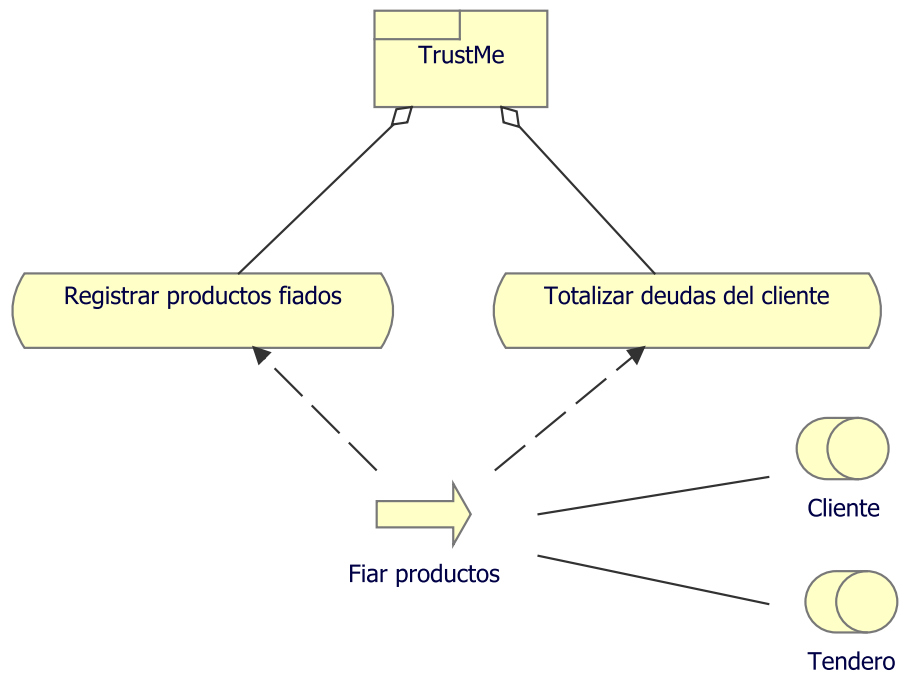 TrustMe
Registrar productos fiados
Totalizar deudas del cliente
Cliente
Fiar productos
Tendero